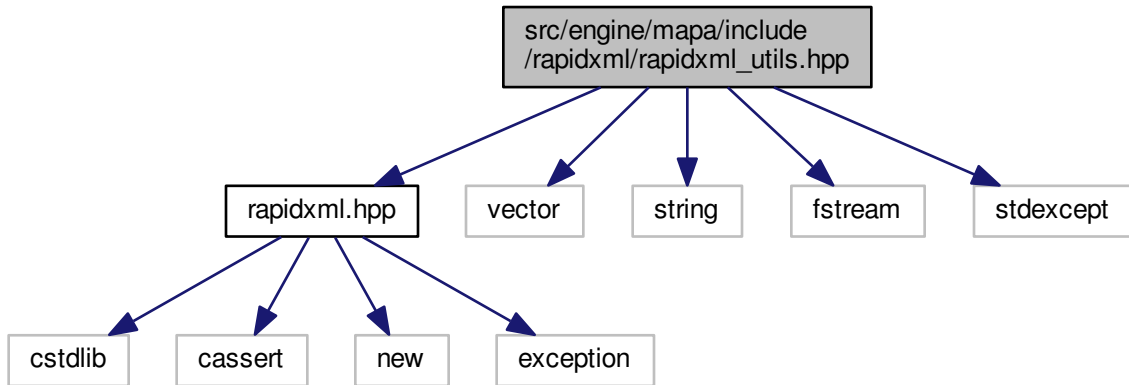 src/engine/mapa/include
/rapidxml/rapidxml_utils.hpp
rapidxml.hpp
vector
string
fstream
stdexcept
cstdlib
cassert
new
exception